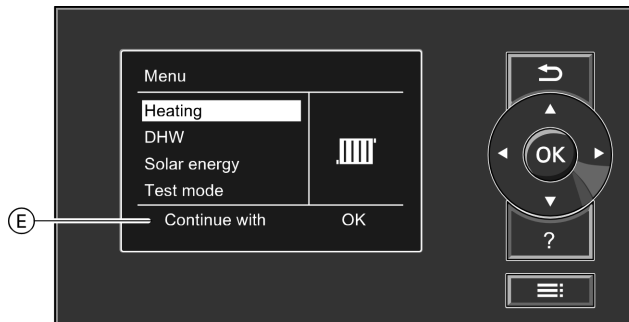 Menu
Heating
DHW
Solar energy
Test mode
E
Continue with OK
OK
?